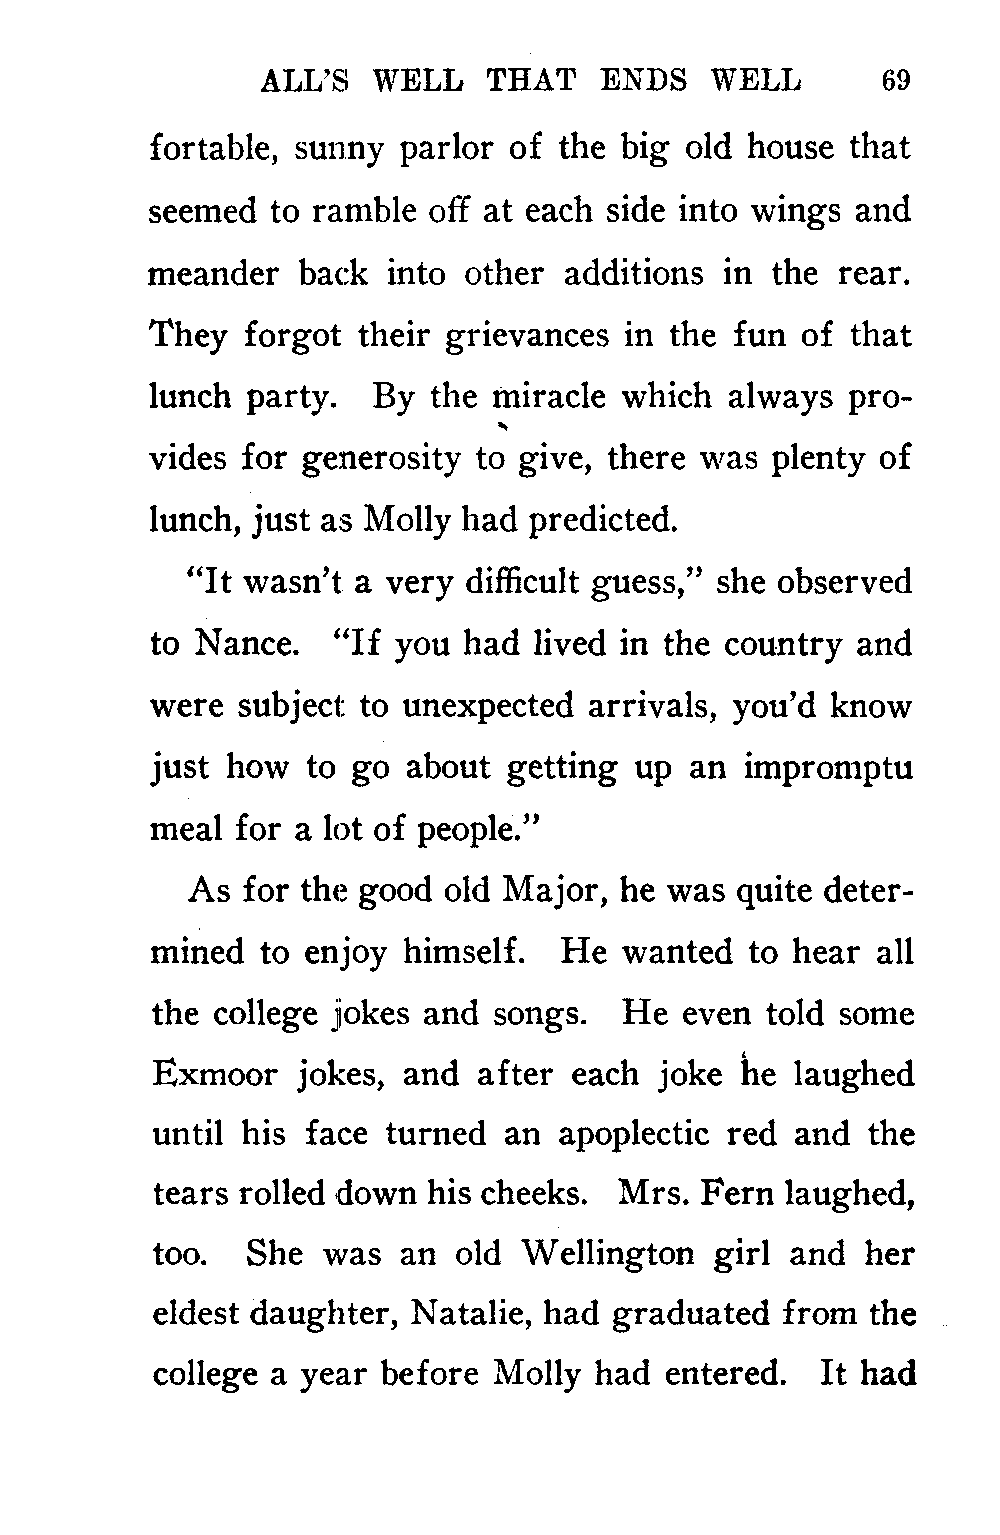 ALL'S WELL THAT ENDS WELL 69
fortable, sunny parlor of the big old house that
seemed to ramble off at each side into wings and
meander back into other additions in the rear.
They forgot their grievances in the fun of that
lunch party. By the miracle which always pro-
vides for generosity to give, there was plenty of
lunch, just as Molly had predicted.
"It wasn't a very difficult guess," she observed
to Nance. "If you had lived in the country and
were subject to unexpected arrivals, you'd know
just how to go about getting up an impromptu
meal for a lot of people."
As for the good old Major, he was quite deter-
mined to enjoy himself. He wanted to hear all
the college jokes and songs. He even told some
Exmoor jokes, and after each joke he laughed
until his face turned an apoplectic red and the
tears rolled down his cheeks. Mrs. Fern laughed,
too. She was an old Wellington girl and her
eldest daughter, Natalie, had graduated from the
college a year before Molly had entered. It had